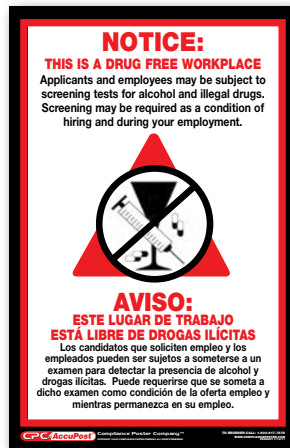 NOTICE:
THIS IS A DRUG FREE WORKPLACE
Applicants and employees may be subject to
screening tests for alcohol and illegal drugs.
Screening may be required as a condition of
hiring and during your employment.
AVISO:
ESTE LUGAR DE TRABAJO
ESTÁ LIBRE DE DROGAS ILÍCITAS
Los candidatos que soliciten empleo y los
empleados pueden ser sujetos a someterse a un
examen para detectar la presencia de alcohol y
drogas ilícitas. Puede requerirse que se someta a
dicho examen como condición de la oferta empleo y
mientras permanezca en su empleo.
CPC AccuPost Compliance Poster Company™